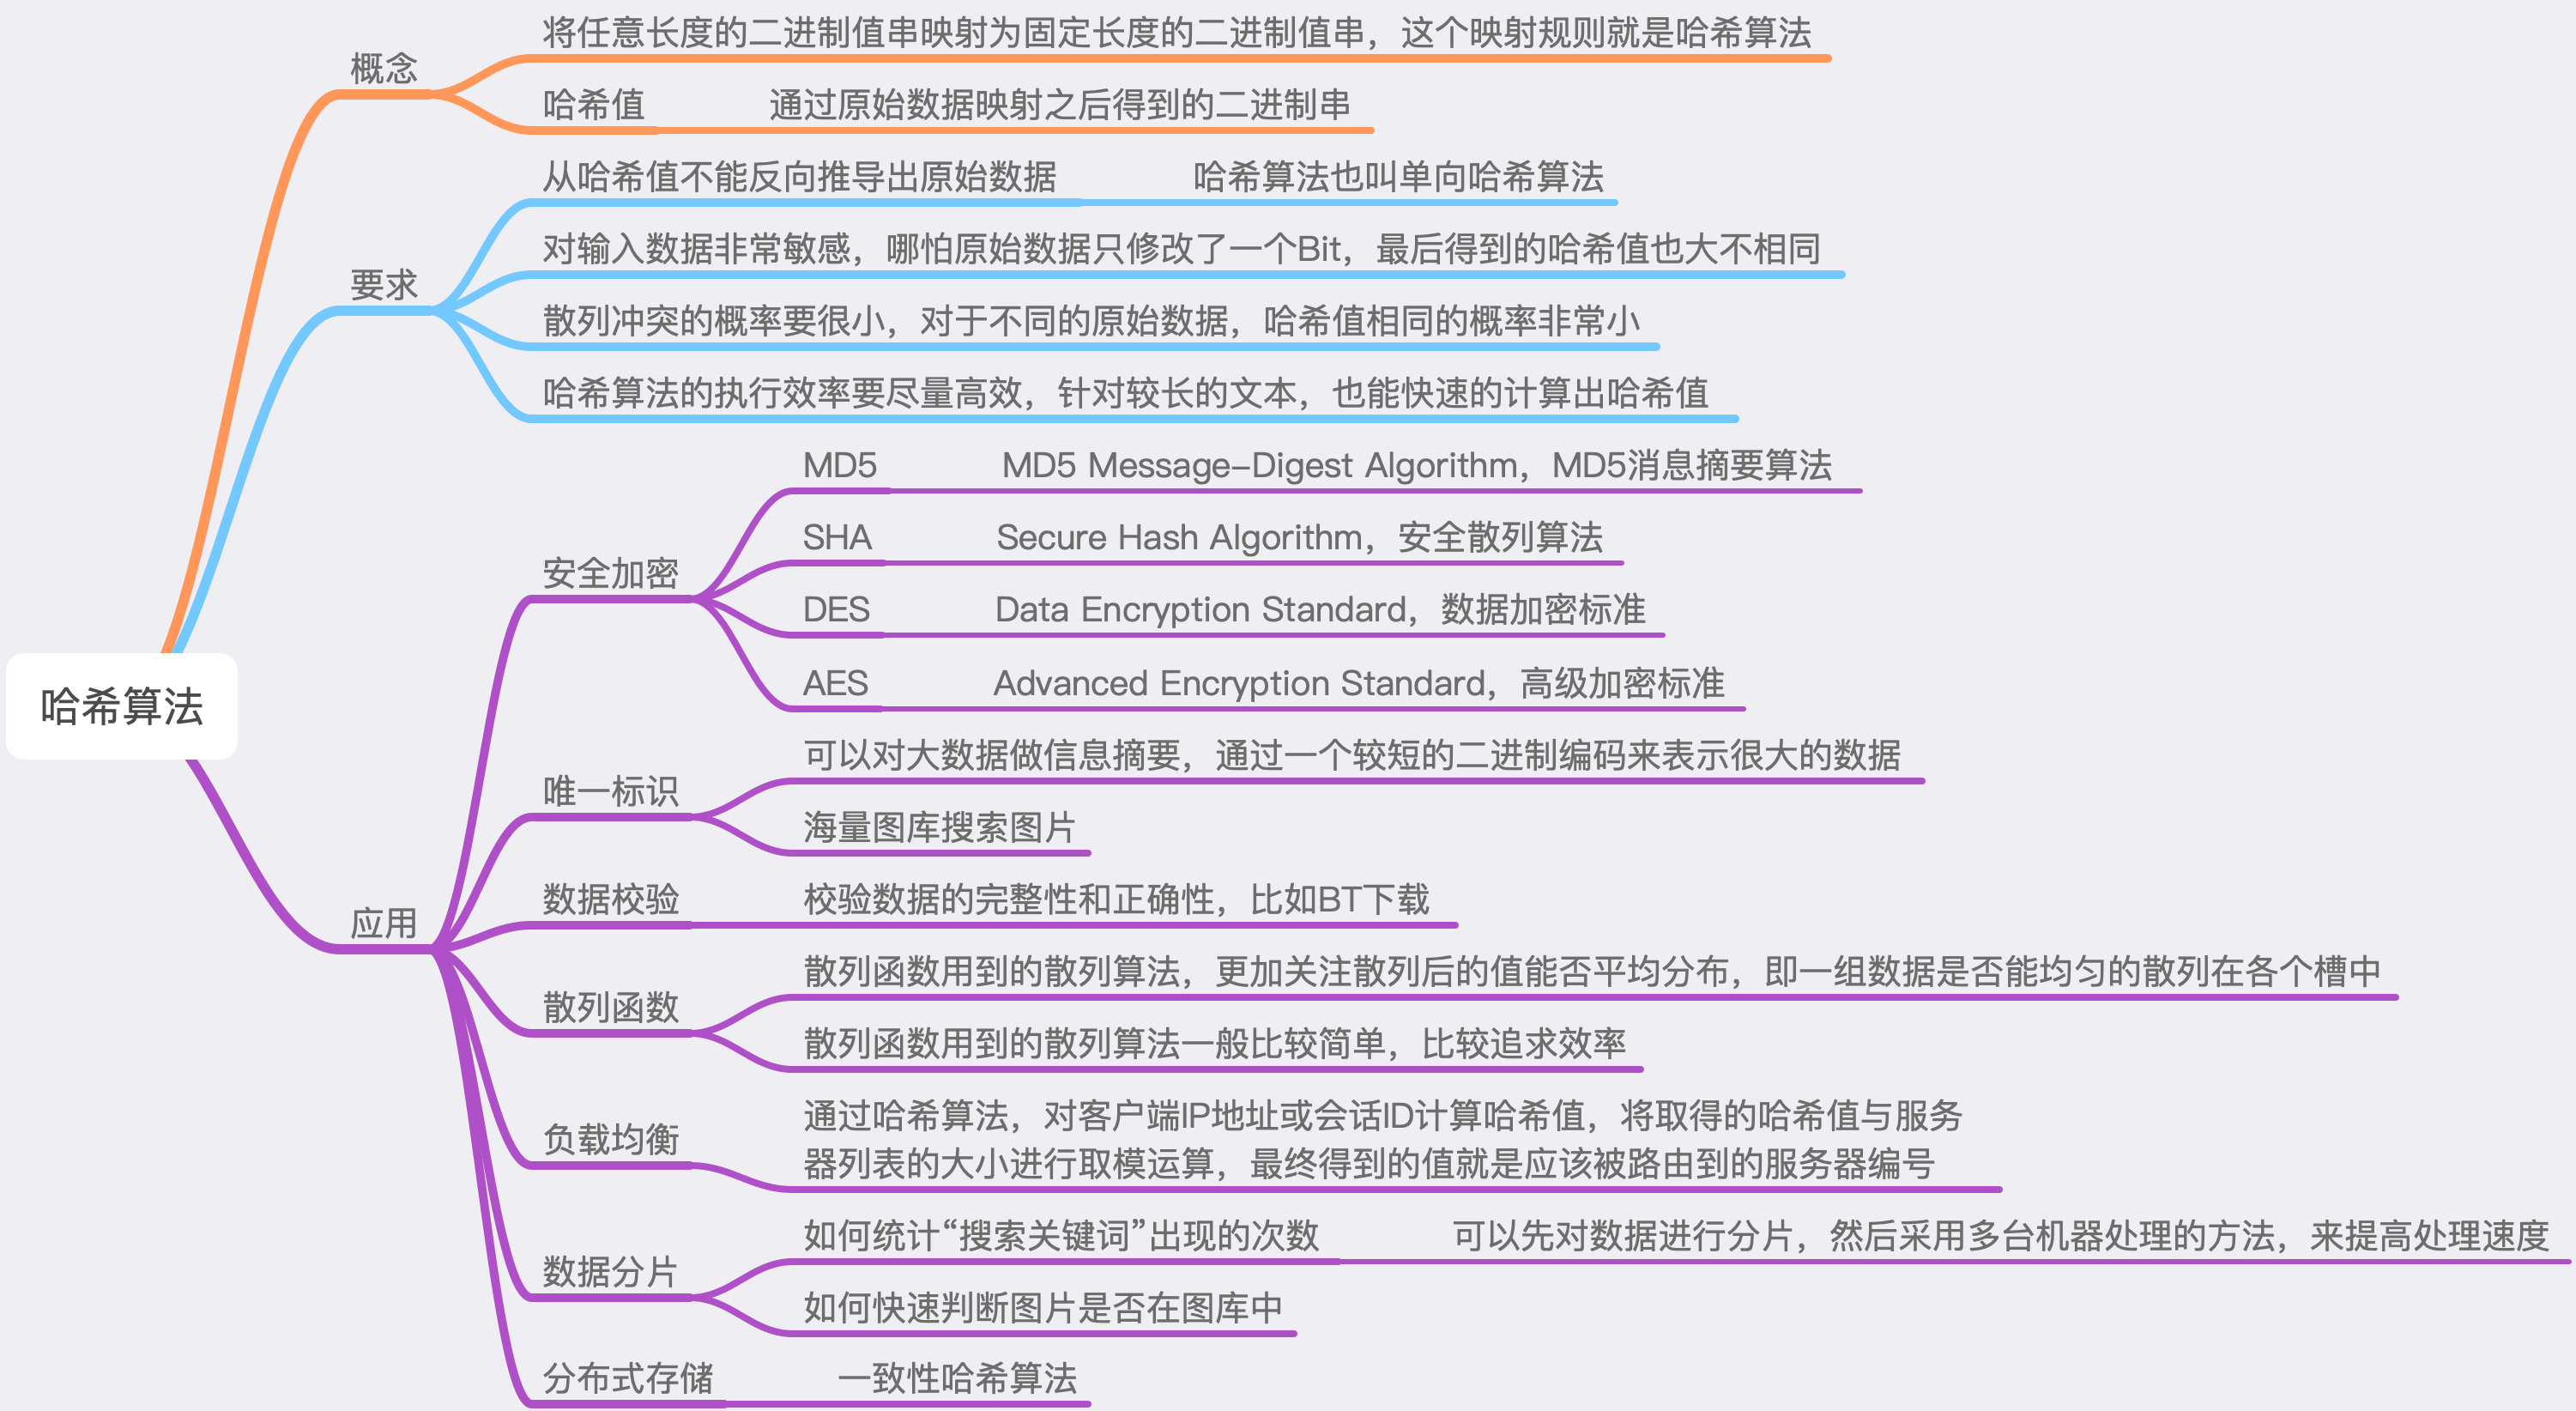 将任意长度的二进制值串映射为固定长度的二进制值串，这个映射规则就是哈希算法
概念
哈希值 通过原始数据映射之后得到的二进制串
从哈希值不能反向推导出原始数据 哈希算法也叫单向哈希算法
对输入数据非常敏感，哪怕原始数据只修改了一个Bit，最后得到的哈希值也大不相同
要求
散列冲突的概率要很小，对于不同的原始数据，哈希值相同的概率非常小
哈希算法的执行效率要尽量高效，针对较长的文本，也能快速的计算出哈希值
MD5 MD5 Message-Digest Algorithm，MD5消息摘要算法
SHA Secure Hash Algorithm，安全散列算法
安全加密
DES Data Encryption Standard，数据加密标准
AES Advanced Encryption Standard，高级加密标准
哈希算法
可以对大数据做信息摘要，通过一个较短的二进制编码来表示很大的数据
唯一标识
海量图库搜索图片
数据校验 校验数据的完整性和正确性，比如BT下载
应用
散列函数用到的散列算法，更加关注散列后的值能否平均分布，即一组数据是否能均匀的散列在各个槽中
散列函数
散列函数用到的散列算法一般比较简单，比较追求效率
通过哈希算法，对客户端IP地址或会话ID计算哈希值，将取得的哈希值与服务
负载均衡
器列表的大小进行取模运算，最终得到的值就是应该被路由到的服务器编号
如何统计“搜索关键词”出现的次数 可以先对数据进行分片，然后采用多台机器处理的方法，来提高处理速度
数据分片
如何快速判断图片是否在图库中
分布式存储 一致性哈希算法